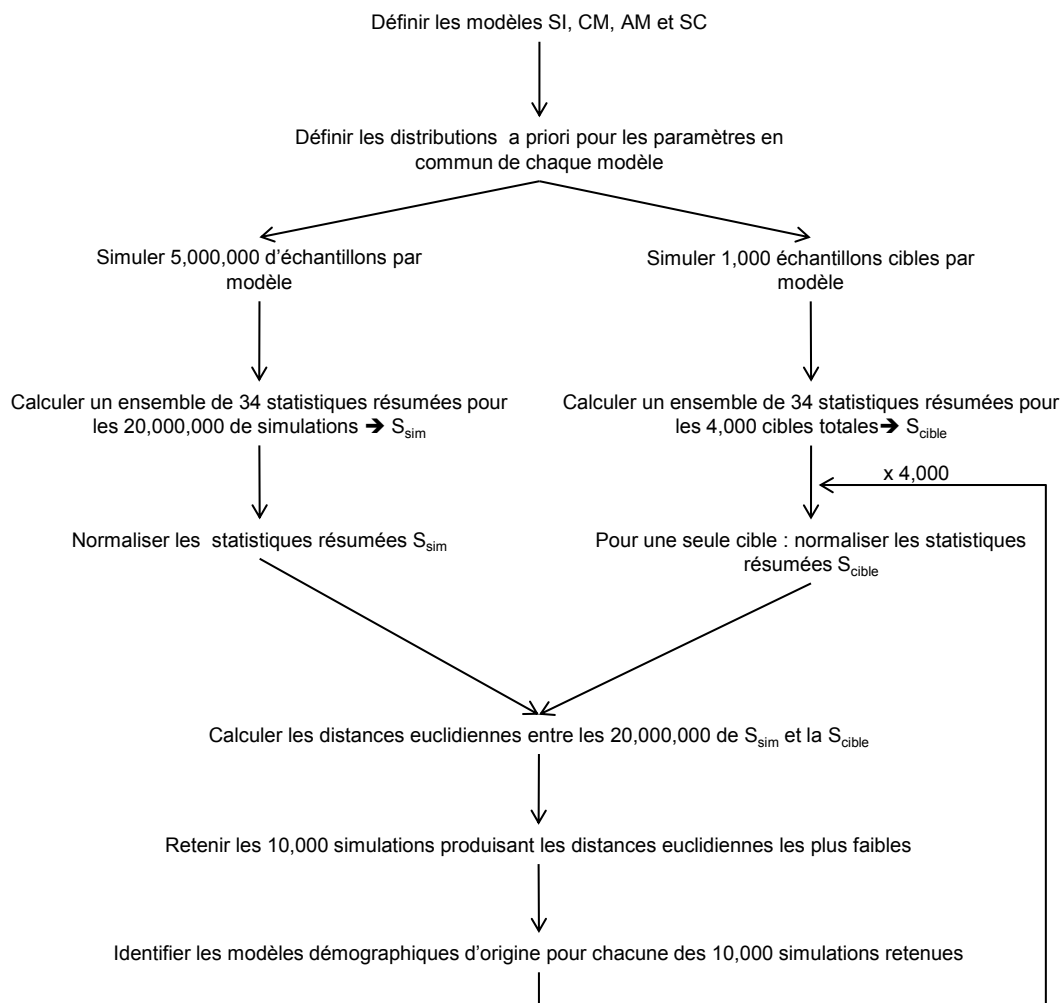 Définir les modèles SI, CM, AM et SC
Définir les distributions a priori pour les paramètres en
commun de chaque modèle
Simuler 5,000,000 d'échantillons par
modèle
Simuler 1,000 échantillons cibles par
modèle
Calculer un ensemble de 34 statistiques résumées pour
les 20,000,000 de simulations ➔ Ssim
Calculer un ensemble de 34 statistiques résumées pour
les 4,000 cibles totales➔ Scible
x 4,000
Normaliser les statistiques résumées Ssim
Pour une seule cible : normaliser les statistiques
résumées Scible
Calculer les distances euclidiennes entre les 20,000,000 de Ssim et la Scible
Retenir les 10,000 simulations produisant les distances euclidiennes les plus faibles
Identifier les modèles démographiques d'origine pour chacune des 10,000 simulations retenues